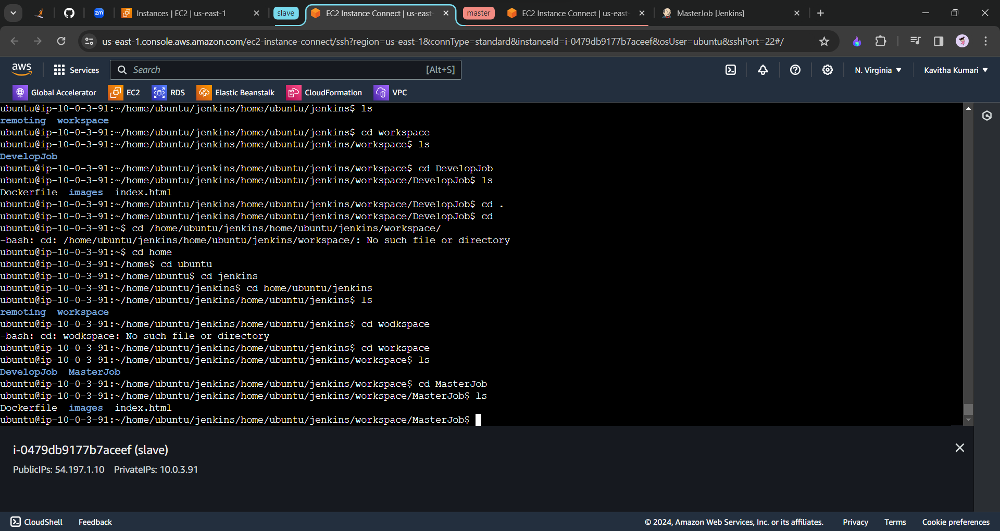 zm
Instances | EC2 | us-east-1
slave
EC2 Instance Connect | us-east-
master
EC2 Instance Connect | us-east-
MasterJob [Jenkins]
us-east-1.console.aws.amazon.com/ec2-instance-connect/ssh?region=us-east-1&connType=standard&instanceId=i-0479db9177b7aceef&osUser=ubuntu&sshPort=22#/
aws
Services
Search
[Alt+S]
N. Virginia
Kavitha Kumari
Global Accelerator
EC2
RDS
Elastic Beanstalk
CloudFormation
VPC
ubuntu@ip-10-0-3-91:~/home/ubuntu/jenkins/home/ubuntu/jenkins$ ls
remoting  workspace
ubuntu@ip-10-0-3-91:~/home/ubuntu/jenkins/home/ubuntu/jenkins$ cd workspace
ubuntu@ip-10-0-3-91:~/home/ubuntu/jenkins/home/ubuntu/jenkins/workspace$ ls
DevelopJob
ubuntu@ip-10-0-3-91:~/home/ubuntu/jenkins/home/ubuntu/jenkins/workspace$ cd DevelopJob
ubuntu@ip-10-0-3-91:~/home/ubuntu/jenkins/home/ubuntu/jenkins/workspace/DevelopJob$ ls
Dockerfile  images  index.html
ubuntu@ip-10-0-3-91:~/home/ubuntu/jenkins/home/ubuntu/jenkins/workspace/DevelopJob$ cd .
ubuntu@ip-10-0-3-91:~/home/ubuntu/jenkins/home/ubuntu/jenkins/workspace/DevelopJob$ cd
ubuntu@ip-10-0-3-91:~$ cd /home/ubuntu/jenkins/home/ubuntu/jenkins/workspace/
-bash: cd: /home/ubuntu/jenkins/home/ubuntu/jenkins/workspace/: No such file or directory
ubuntu@ip-10-0-3-91:~$ cd home
ubuntu@ip-10-0-3-91:~/home$ cd ubuntu
ubuntu@ip-10-0-3-91:~/home/ubuntu$ cd jenkins
ubuntu@ip-10-0-3-91:~/home/ubuntu/jenkins$ cd home/ubuntu/jenkins
ubuntu@ip-10-0-3-91:~/home/ubuntu/jenkins/home/ubuntu/jenkins$ ls
remoting  workspace
ubuntu@ip-10-0-3-91:~/home/ubuntu/jenkins/home/ubuntu/jenkins$ cd wodkspace
-bash: cd: wodkspace: No such file or directory
ubuntu@ip-10-0-3-91:~/home/ubuntu/jenkins/home/ubuntu/jenkins$ cd workspace
ubuntu@ip-10-0-3-91:~/home/ubuntu/jenkins/home/ubuntu/jenkins/workspace$ ls
DevelopJob  MasterJob
ubuntu@ip-10-0-3-91:~/home/ubuntu/jenkins/home/ubuntu/jenkins/workspace$ cd MasterJob
ubuntu@ip-10-0-3-91:~/home/ubuntu/jenkins/home/ubuntu/jenkins/workspace/MasterJob$ ls
Dockerfile  images  index.html
ubuntu@ip-10-0-3-91:~/home/ubuntu/jenkins/home/ubuntu/jenkins/workspace/MasterJob$
i-0479db9177b7aceef (slave)
PublicIPs: 54.197.1.10  PrivateIPs: 10.0.3.91
CloudShell
Feedback
© 2024, Amazon Web Services, Inc. or its affiliates.
Privacy
Terms
Cookie preferences